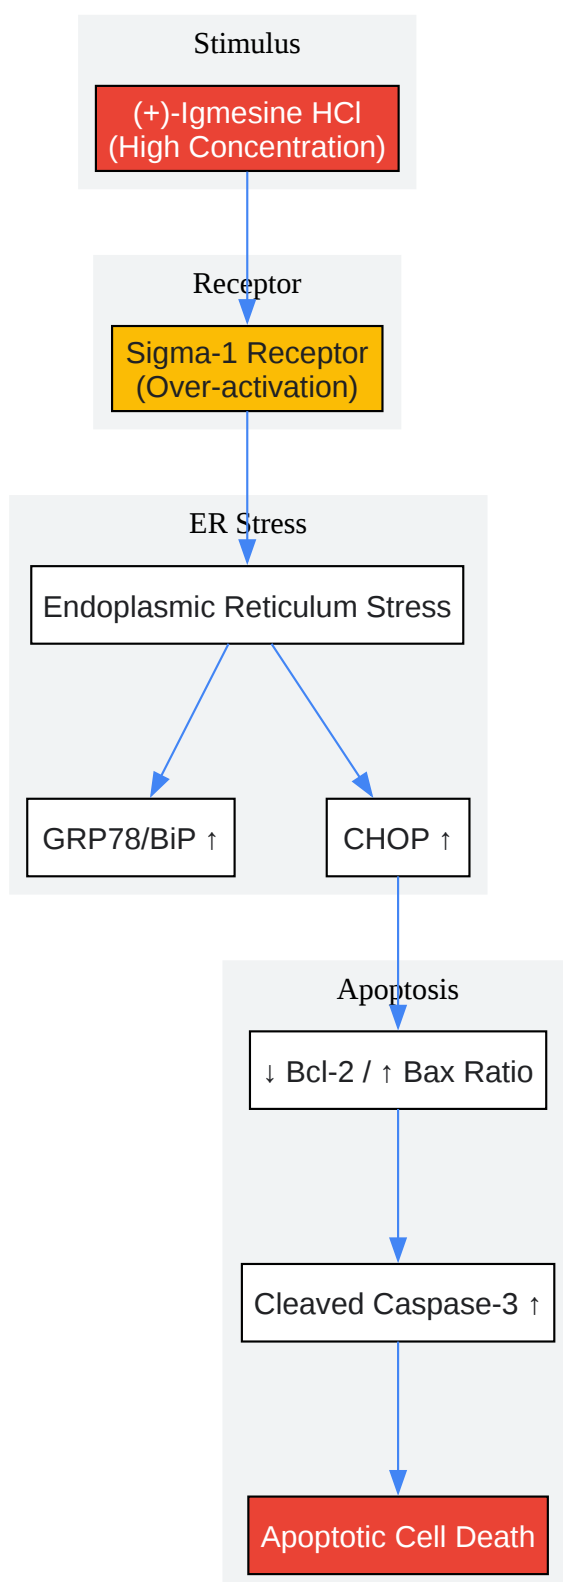 Stimulus
(+)-Igmesine HCl
(High Concentration)
Receptor
Sigma-1 Receptor
(Over-activation)
ER Stress
Endoplasmic Reticulum Stress
GRP78/BiP ↑
CHOP ↑
Apoptosis
↓ Bcl-2 / ↑ Bax Ratio
Cleaved Caspase-3 ↑
Apoptotic Cell Death